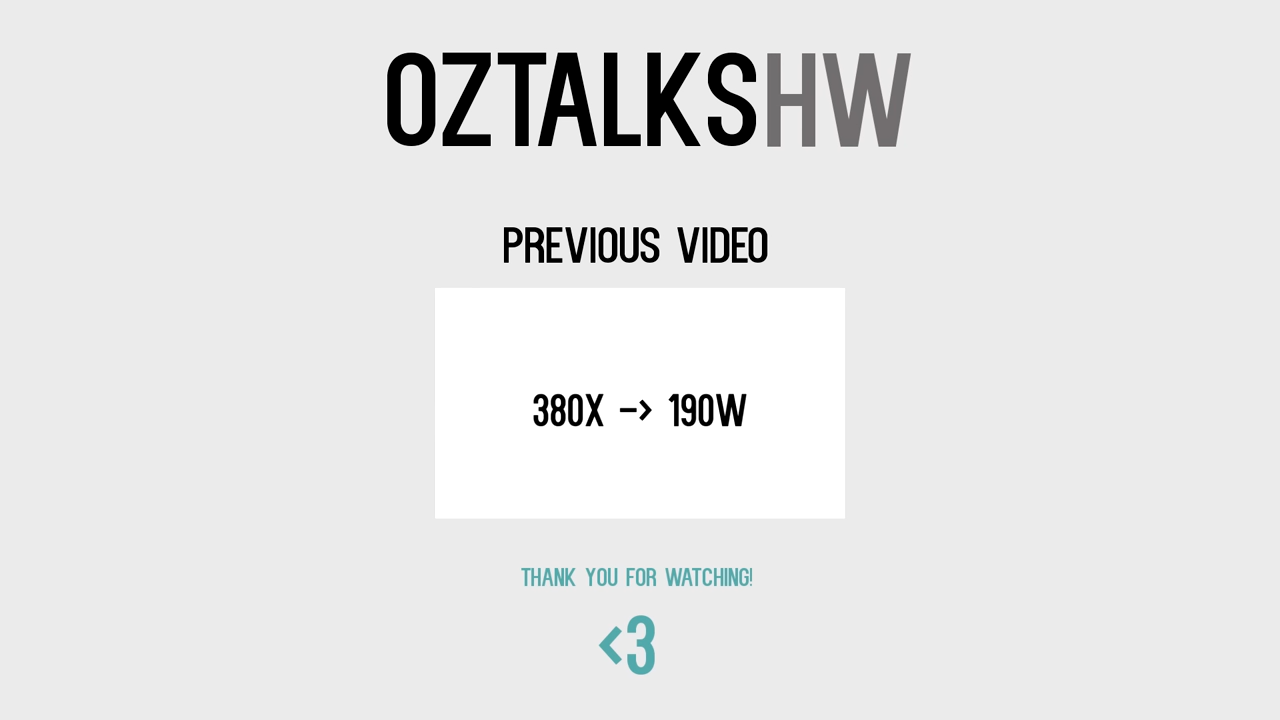 OZTALKSHW
PREVIOUS VIDEO
380X -> 190W
THANK YOU FOR WATCHING!
<3